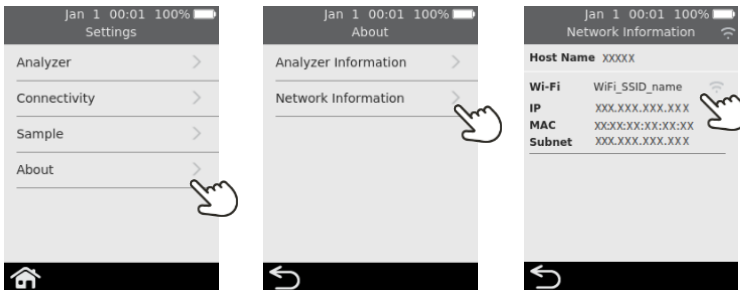 Jan 1 00:01 100%
Settings
Analyzer
Connectivity
Sample
About
Jan 1 00:01 100%
About
Analyzer Information
Network Information
Jan 1 00:01 100%
Network Information
Host Name XXXXX
Wi-Fi WiFi_SSID_name
IP XXX.XXX.XXX.XXX
MAC XX:XX:XX:XX:XX:XX
Subnet XXX.XXX.XXX.XXX